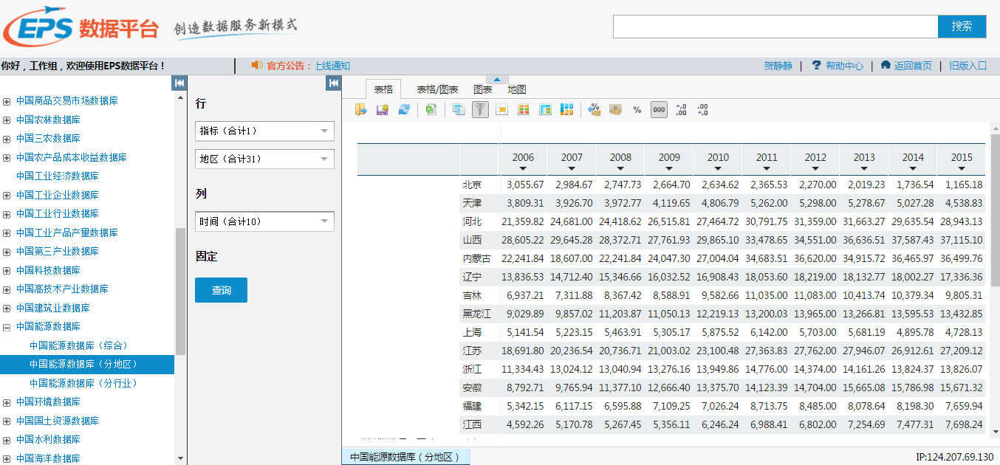 EPS 数据平台 创造数据服务新模式
搜索
你好，工作组，欢迎使用EPS数据平台！ 官方公告：上线通知 贺静静 | 帮助中心 | 返回首页 | 旧版入口
中国商品交易市场数据库
中国农林数据库
中国三农数据库
中国农产品成本收益数据库
中国工业经济数据库
中国工业企业数据库
中国工业行业数据库
中国工业产品产量数据库
中国第三产业数据库
中国科技数据库
中国高技术产业数据库
中国建筑业数据库
中国能源数据库
中国能源数据库（综合）
中国能源数据库（分地区）
中国能源数据库（分行业）
中国环境数据库
中国国土资源数据库
中国水利数据库
中国海洋数据库
行
指标（合计1）
地区（合计31）
列
时间（合计10）
固定
查询
表格 表格/图表 图表 地图
% 000 .00 .00
2006 2007 2008 2009 2010 2011 2012 2013 2014 2015
北京 3,055.67 2,984.67 2,747.73 2,664.70 2,634.62 2,365.53 2,270.00 2,019.23 1,736.54 1,165.18
天津 3,809.31 3,926.70 3,972.77 4,119.65 4,806.79 5,262.00 5,298.00 5,278.67 5,027.28 4,538.83
河北 21,359.82 24,681.00 24,418.62 26,515.81 27,464.72 30,791.75 31,359.00 31,663.27 29,635.54 28,943.13
山西 28,605.22 29,645.28 28,372.71 27,761.93 29,865.10 33,478.65 34,551.00 36,636.51 37,587.43 37,115.10
内蒙古 22,241.84 18,607.00 22,241.84 24,047.30 27,004.04 34,683.51 36,620.00 34,915.72 36,465.97 36,499.76
辽宁 13,836.53 14,712.40 15,346.66 16,032.52 16,908.43 18,053.60 18,219.00 18,132.77 18,002.27 17,336.36
吉林 6,937.21 7,311.88 8,367.42 8,588.91 9,582.66 11,035.00 11,083.00 10,413.74 10,379.34 9,805.31
黑龙江 9,029.89 9,857.02 11,203.87 11,050.13 12,219.13 13,200.03 13,965.00 13,266.81 13,595.53 13,432.85
上海 5,141.54 5,223.15 5,463.91 5,305.17 5,875.52 6,142.00 5,703.00 5,681.19 4,895.78 4,728.13
江苏 18,691.80 20,236.54 20,736.71 21,003.02 23,100.48 27,363.83 27,762.00 27,946.07 26,912.61 27,209.12
浙江 11,334.43 13,024.12 13,040.94 13,276.16 13,949.86 14,776.00 14,374.00 14,161.26 13,824.37 13,826.07
安徽 8,792.71 9,765.94 11,377.10 12,666.40 13,375.70 14,123.39 14,704.00 15,665.08 15,786.98 15,671.32
福建 5,342.15 6,117.15 6,595.88 7,109.25 7,026.24 8,713.75 8,485.00 8,078.64 8,198.30 7,659.94
江西 4,592.26 5,170.78 5,267.45 5,356.11 6,246.24 6,988.41 6,802.00 7,254.69 7,477.31 7,698.24
中国能源数据库（分地区）
IP:124.207.69.130